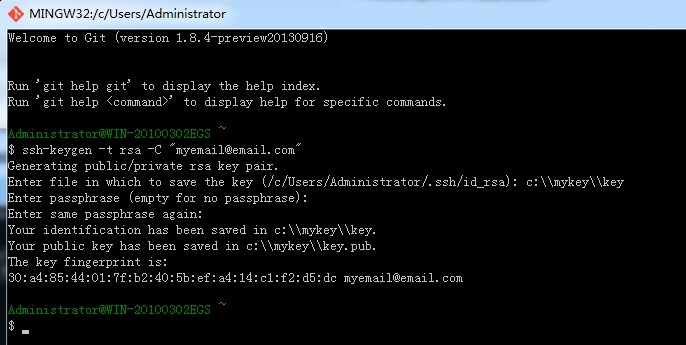 MINGW32:/c/Users/Administrator
Welcome to Git (version 1.8.4-preview20130916)
Run 'git help git' to display the help index.
Run 'git help <command>' to display help for specific commands.
Administrator@WIN-20100302EGS ~
$ ssh-keygen -t rsa -C "myemail@email.com"
Generating public/private rsa key pair.
Enter file in which to save the key (/c/Users/Administrator/.ssh/id_rsa): c:\\mykey\\key
Enter passphrase (empty for no passphrase):
Enter same passphrase again:
Your identification has been saved in c:\\mykey\\key.
Your public key has been saved in c:\\mykey\\key.pub.
The key fingerprint is:
30:a4:85:44:01:7f:b2:40:5b:ef:a4:14:c1:f2:d5:dc myemail@email.com
Administrator@WIN-20100302EGS ~
$